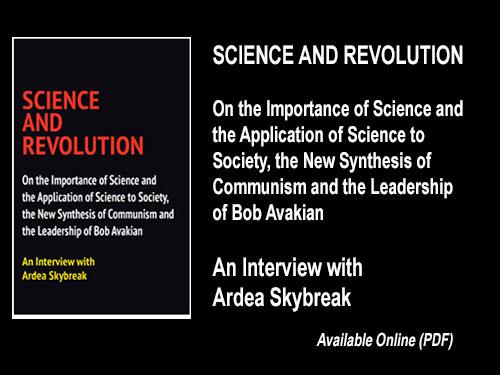 SCIENCE
AND
REVOLUTION
On the Importance of Science and
the Application of Science to Society,
the New Synthesis of Communism and
the Leadership of Bob Avakian
An Interview with
Ardea Skybreak
SCIENCE AND REVOLUTION
On the Importance of Science and
the Application of Science to
Society, the New Synthesis of
Communism and the Leadership
of Bob Avakian
An Interview with
Ardea Skybreak
Available Online (PDF)